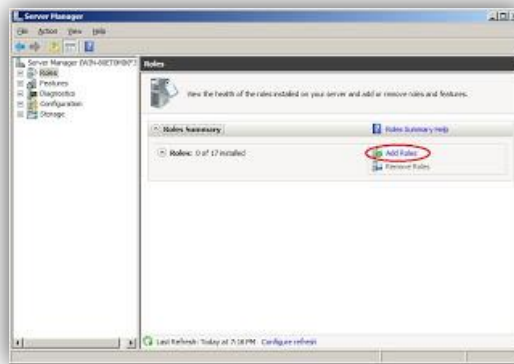 Server Manager
File Action View Help
Server Manager
Roles
Features
Diagnostics
Configuration
Storage
Roles
View the health of the roles installed on your server and add or remove roles and features.
Roles Summary
Roles Summary Help
Roles: 0 of 17 installed
Add Roles
Remove Roles
Last Refresh: Today at 7:16 PM Configure refresh